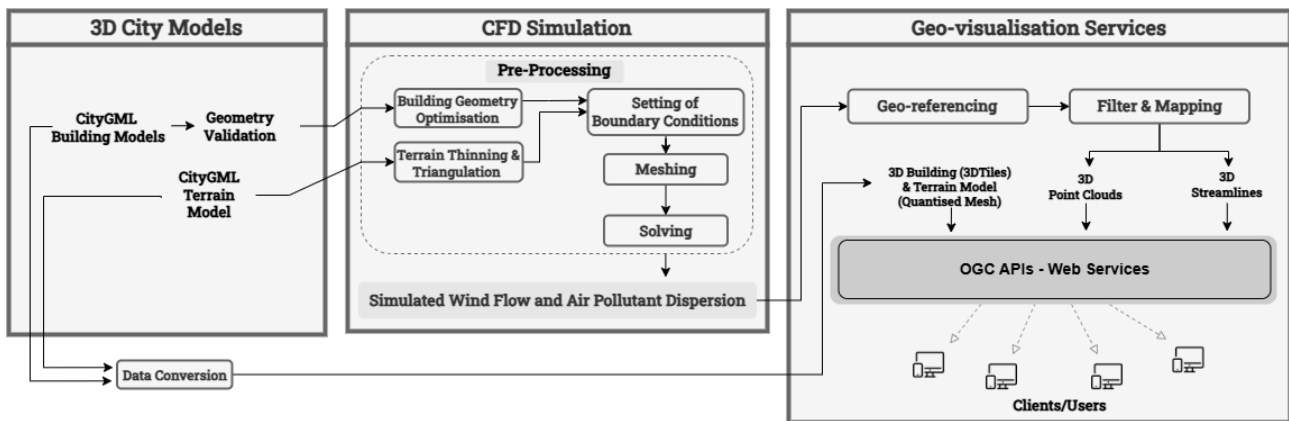 3D City Models
CityGML
Building Models
Geometry
Validation
CityGML
Terrain
Model
Data Conversion
CFD Simulation
Pre-Processing
Building Geometry
Optimisation
Setting of
Boundary Conditions
Terrain Thinning &
Triangulation
Meshing
Solving
Simulated Wind Flow and Air Pollutant Dispersion
Geo-visualisation Services
Geo-referencing
Filter & Mapping
3D Building (3DTiles)
& Terrain Model
(Quantised Mesh)
3D
Point Clouds
3D
Streamlines
OGC APIs - Web Services
Clients/Users